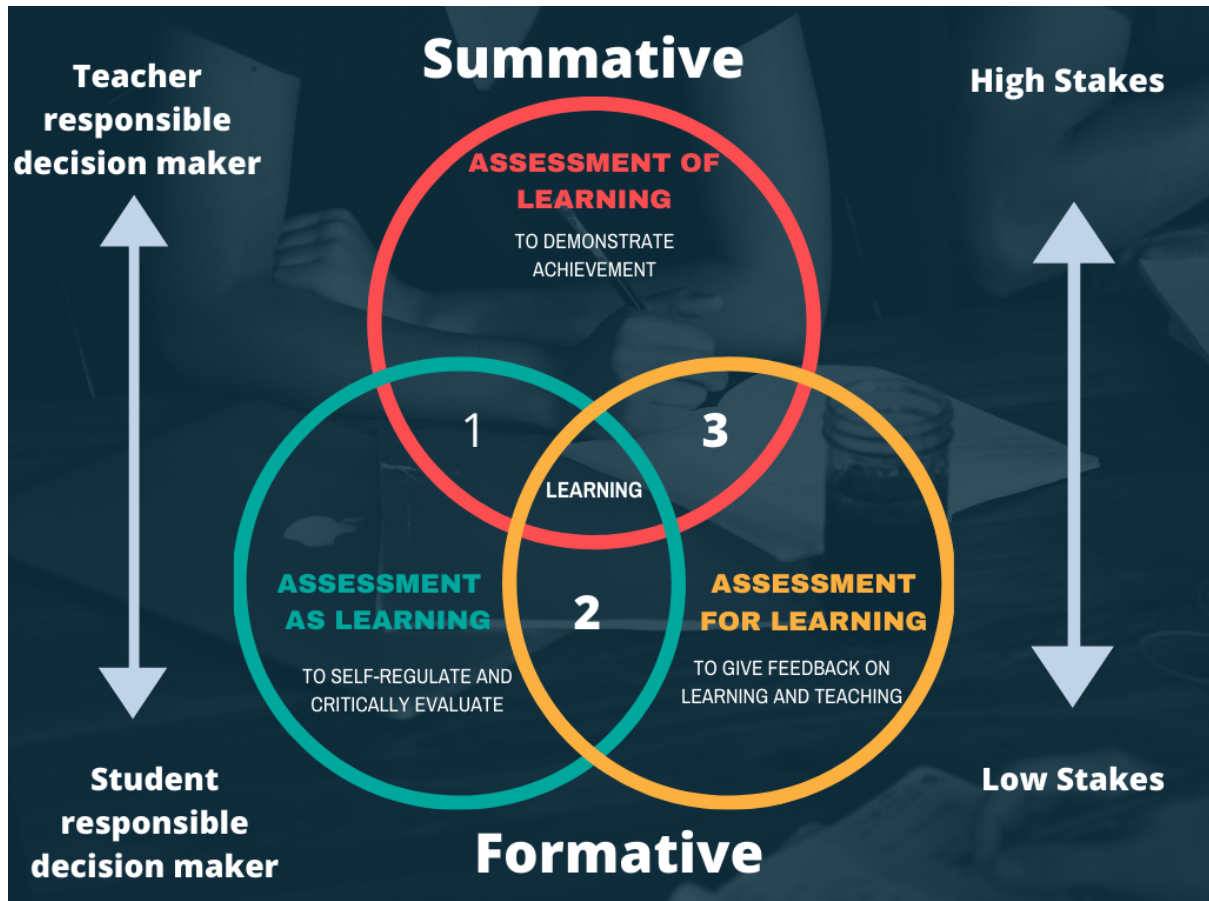 Summative
Teacher
responsible
decision maker
High Stakes
ASSESSMENT OF
LEARNING
TO DEMONSTRATE
ACHIEVEMENT
1
3
LEARNING
ASSESSMENT
AS LEARNING
TO SELF-REGULATE AND
CRITICALLY EVALUATE
2
ASSESSMENT
FOR LEARNING
TO GIVE FEEDBACK ON
LEARNING AND TEACHING
Student
responsible
decision maker
Low Stakes
Formative